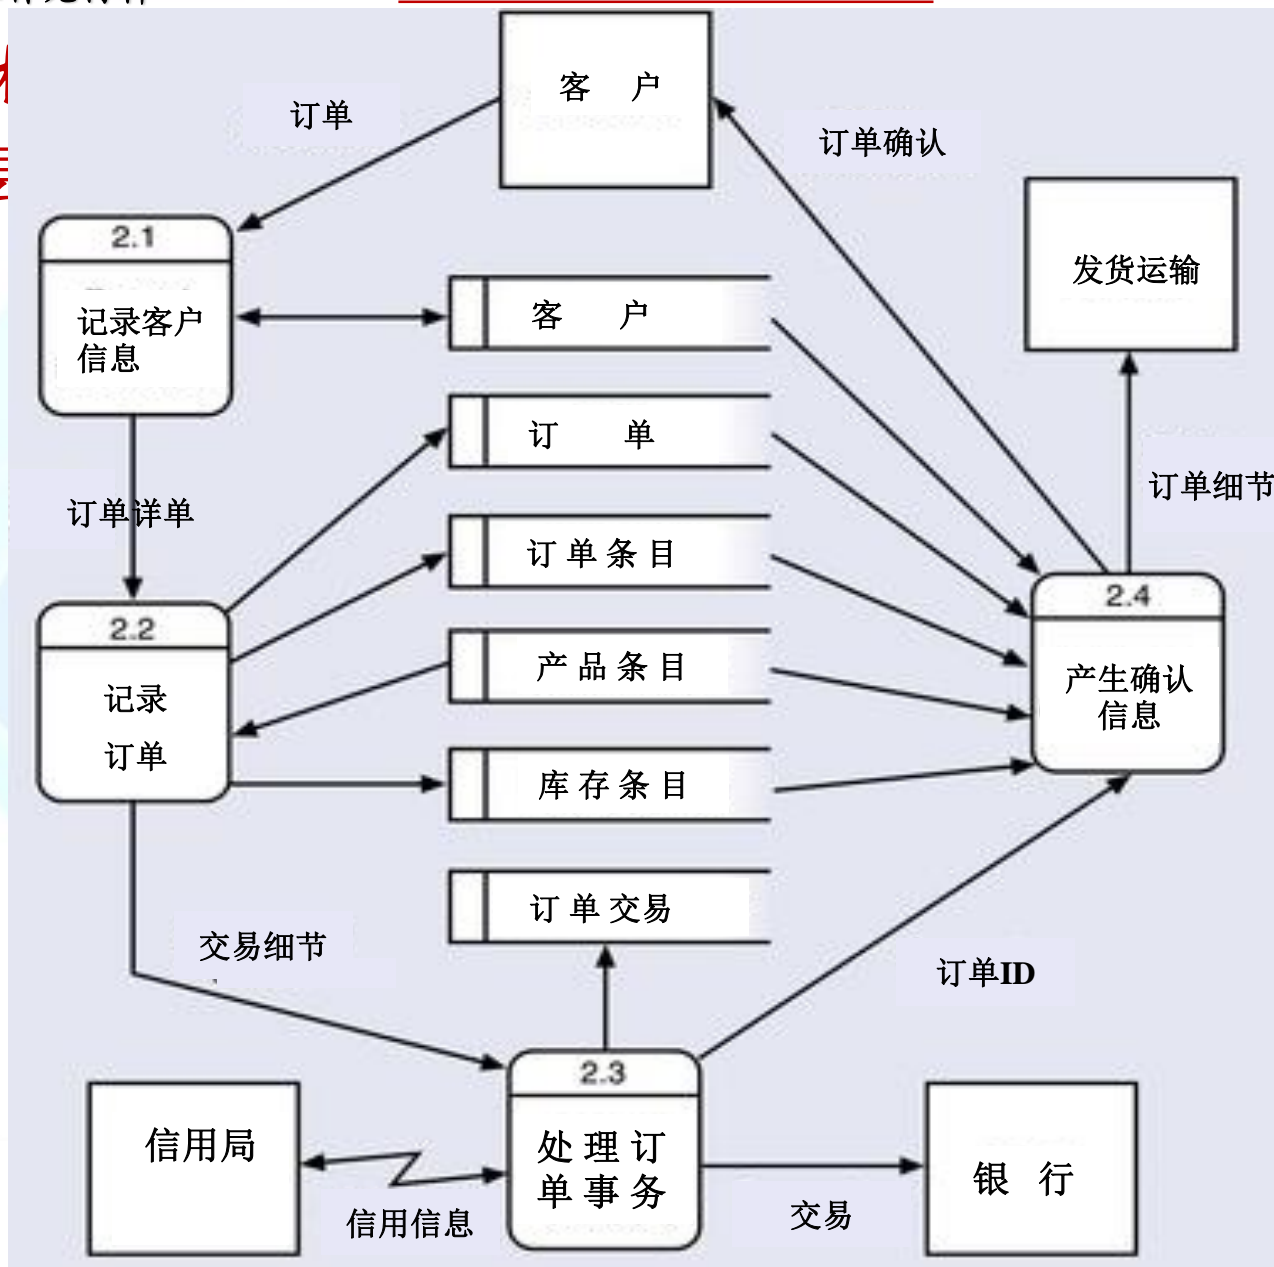 客 户
订单
订单确认
2.1
记录客户
信息
发货运输
客 户
订 单
订单详单
订单细节
订 单 条 目
2.2
记录
订单
产 品 条 目
2.4
产生确认
信息
库 存 条 目
订 单 交易
交易细节
订单ID
2.3
处 理 订
单 事 务
信用局
信用信息
交易
银 行